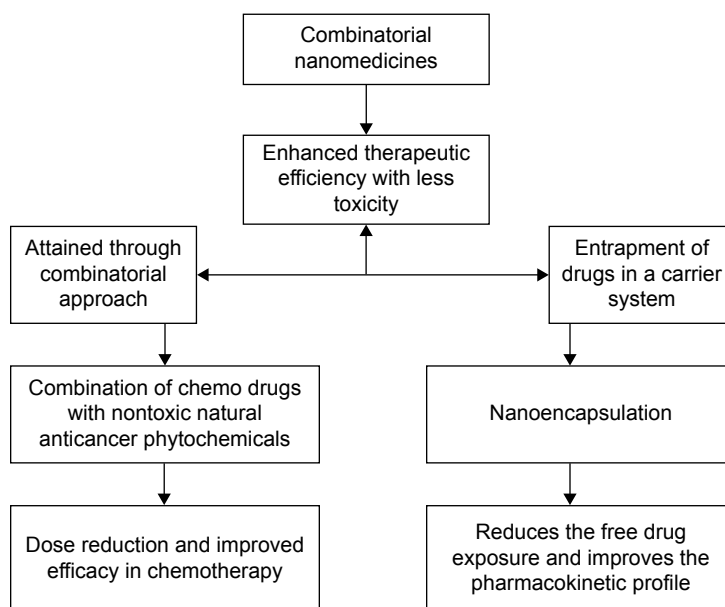 Combinatorial
nanomedicines
Enhanced therapeutic
efficiency with less
toxicity
Attained through
combinatorial
approach
Entrapment of
drugs in a carrier
system
Combination of chemo drugs
with nontoxic natural
anticancer phytochemicals
Nanoencapsulation
Dose reduction and improved
efficacy in chemotherapy
Reduces the free drug
exposure and improves the
pharmacokinetic profile